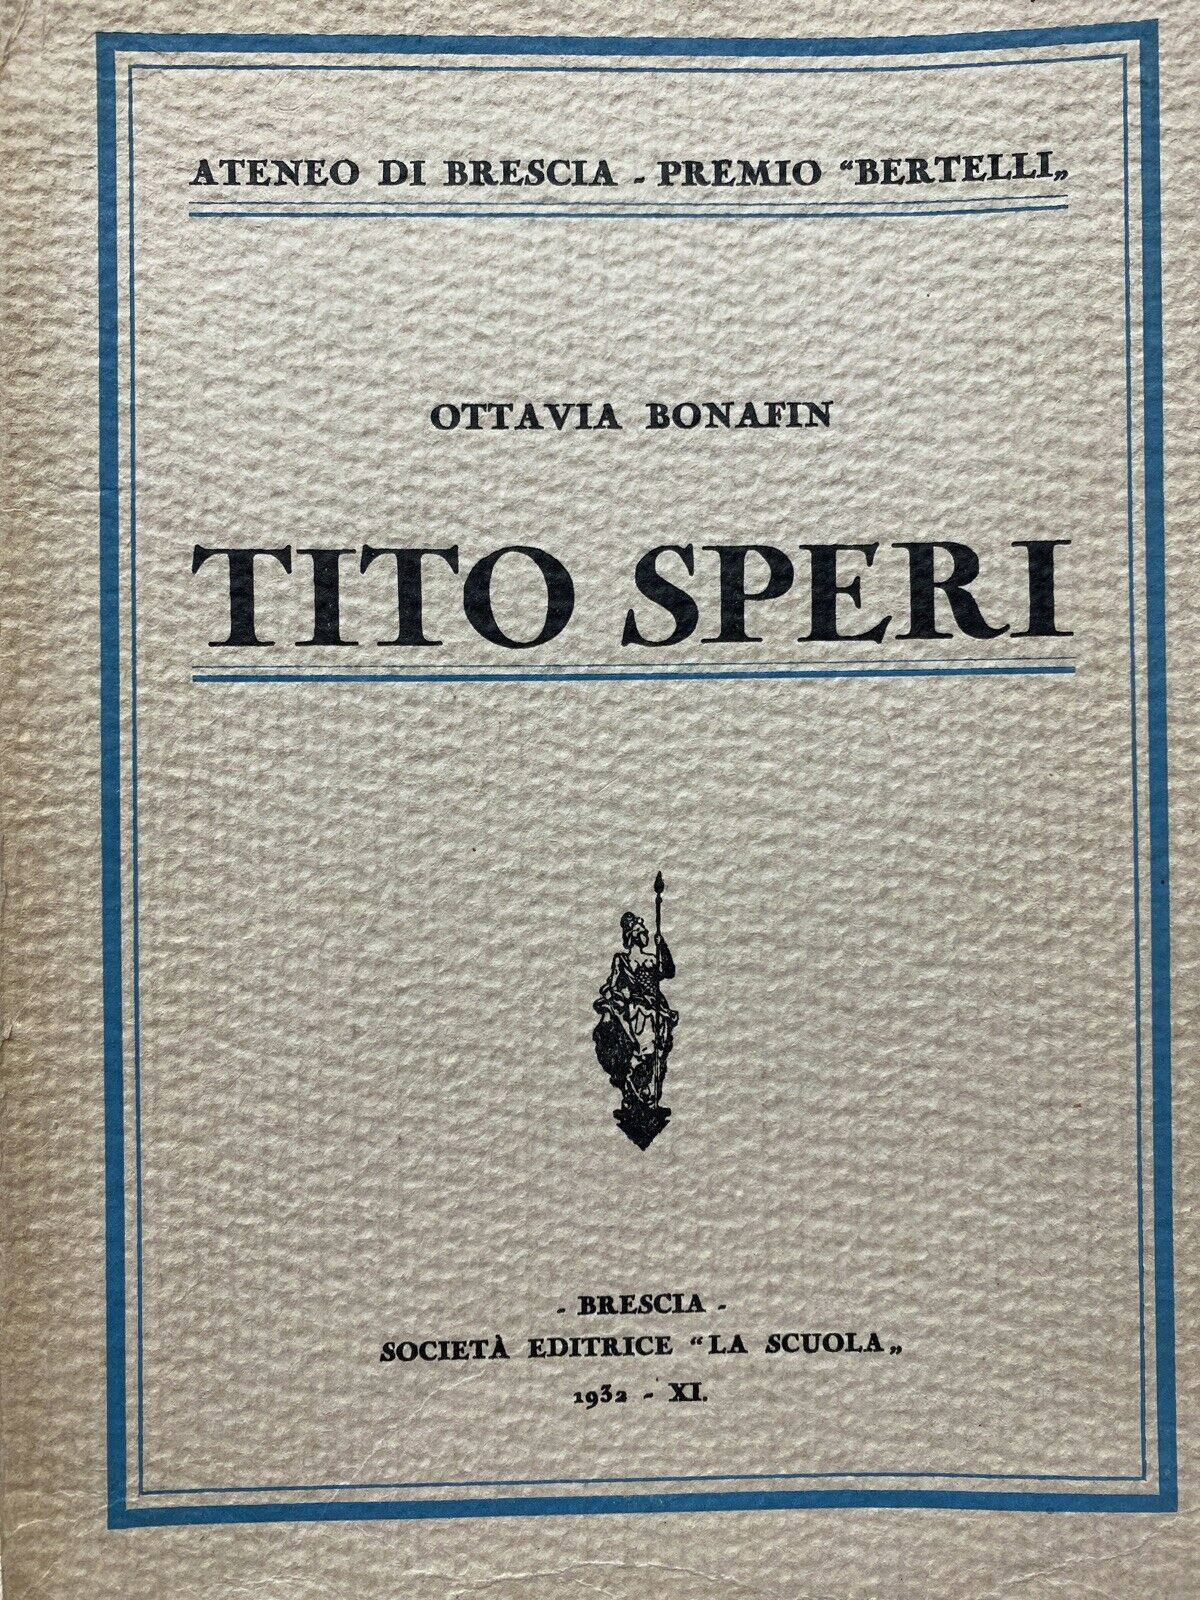 ATENEO DI BRESCIA - PREMIO “BERTELLI„
OTTAVIA BONAFIN
TITO SPERI
- BRESCIA -
SOCIETÀ EDITRICE “LA SCUOLA„
1932 - XI.